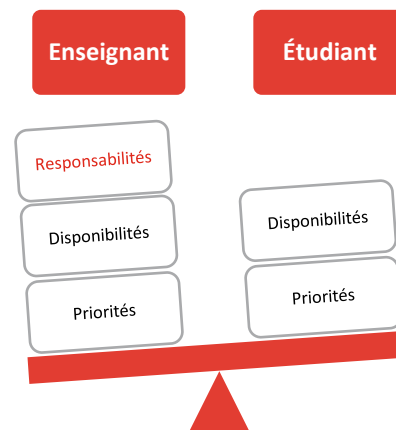 Enseignant
Étudiant
Responsabilités
Disponibilités
Priorités
Disponibilités
Priorités